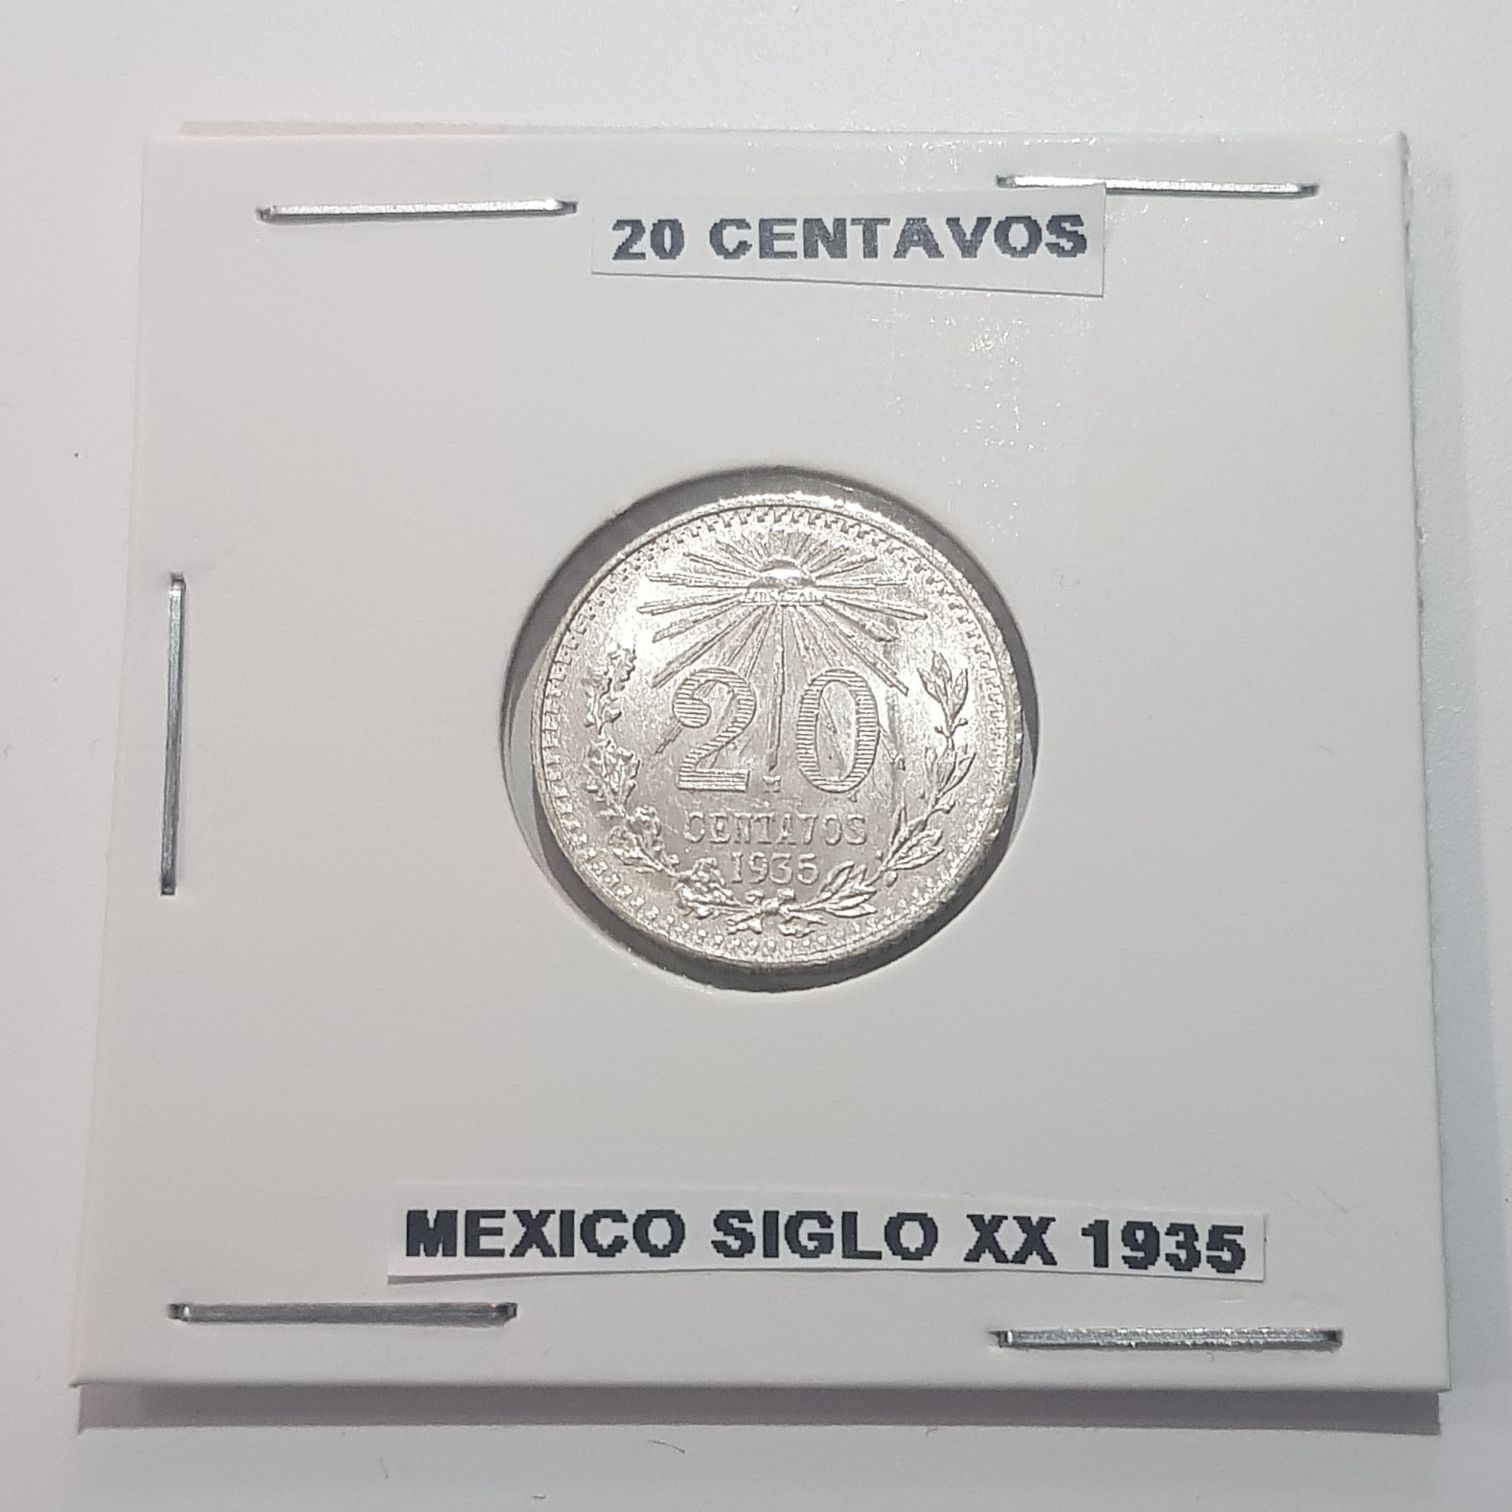 20 CENTAVOS
20
M
CENTAVOS
1935
MEXICO SIGLO XX 1935